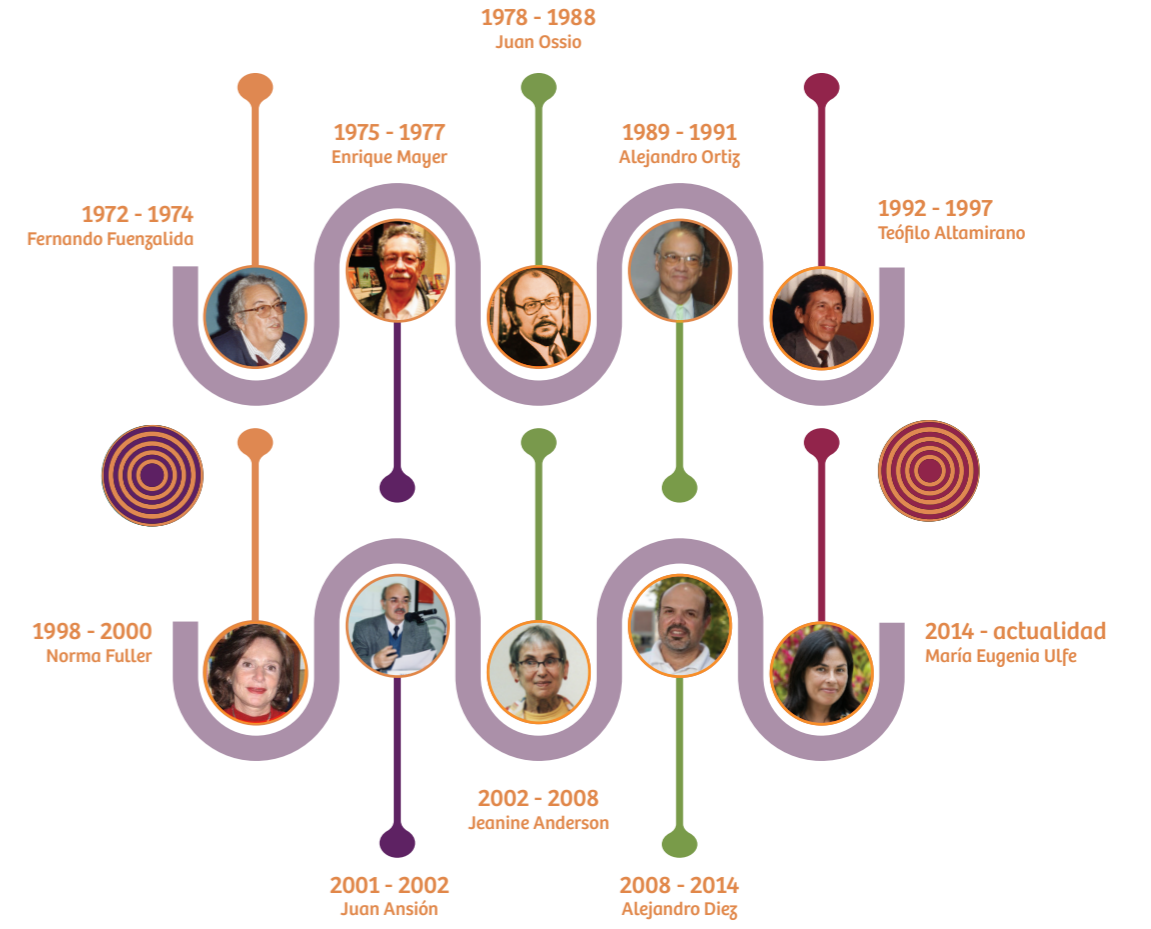 1972 - 1974
Fernando Fuenzalida
1975 - 1977
Enrique Mayer
1978 - 1988
Juan Ossio
1989 - 1991
Alejandro Ortiz
1992 - 1997
Teófilo Altamirano
1998 - 2000
Norma Fuller
2001 - 2002
Juan Ansión
2002 - 2008
Jeanine Anderson
2008 - 2014
Alejandro Diez
2014 - actualidad
María Eugenia Ulfe